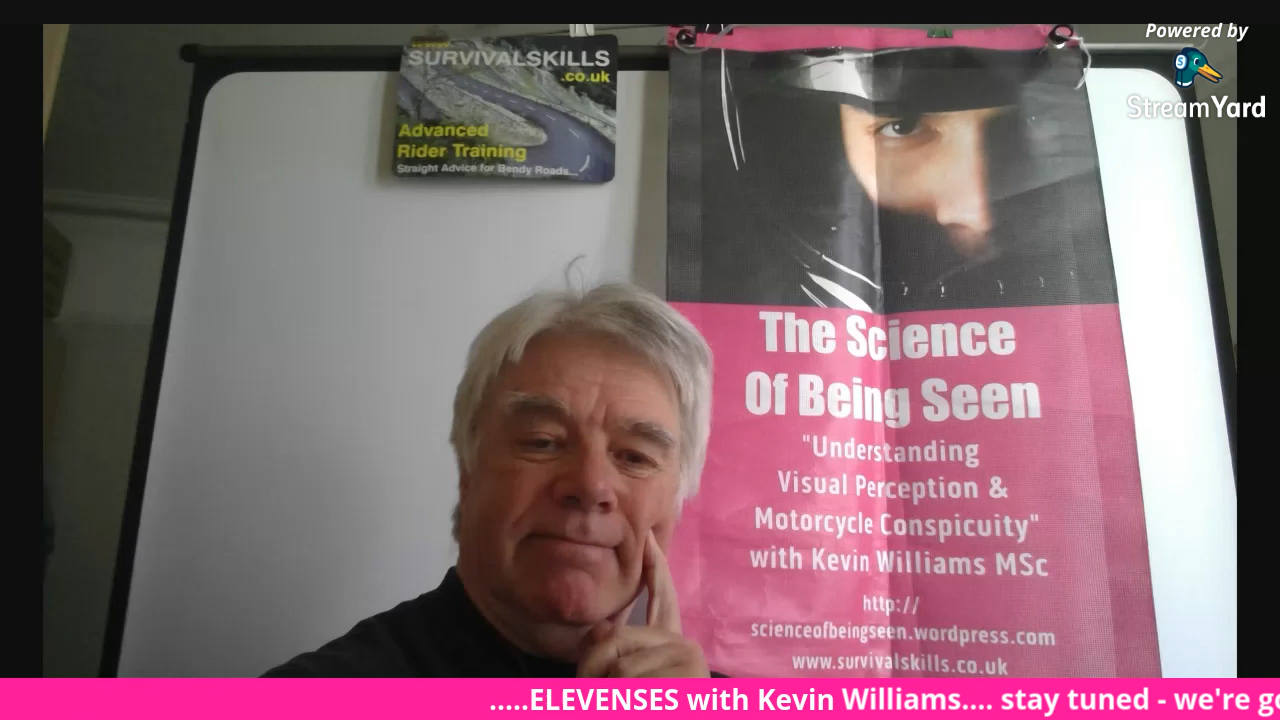 Powered by
StreamYard
SURVIVALSKILLS
.co.uk
Advanced
Rider Training
Straight Advice for Bendy Roads...
The Science
Of Being Seen
"Understanding
Visual Perception &
Motorcycle Conspicuity"
with Kevin Williams MSc
http://
scienceofbeingseen.wordpress.com
www.survivalskills.co.uk
.....ELEVENSES with Kevin Williams.... stay tuned - we're go